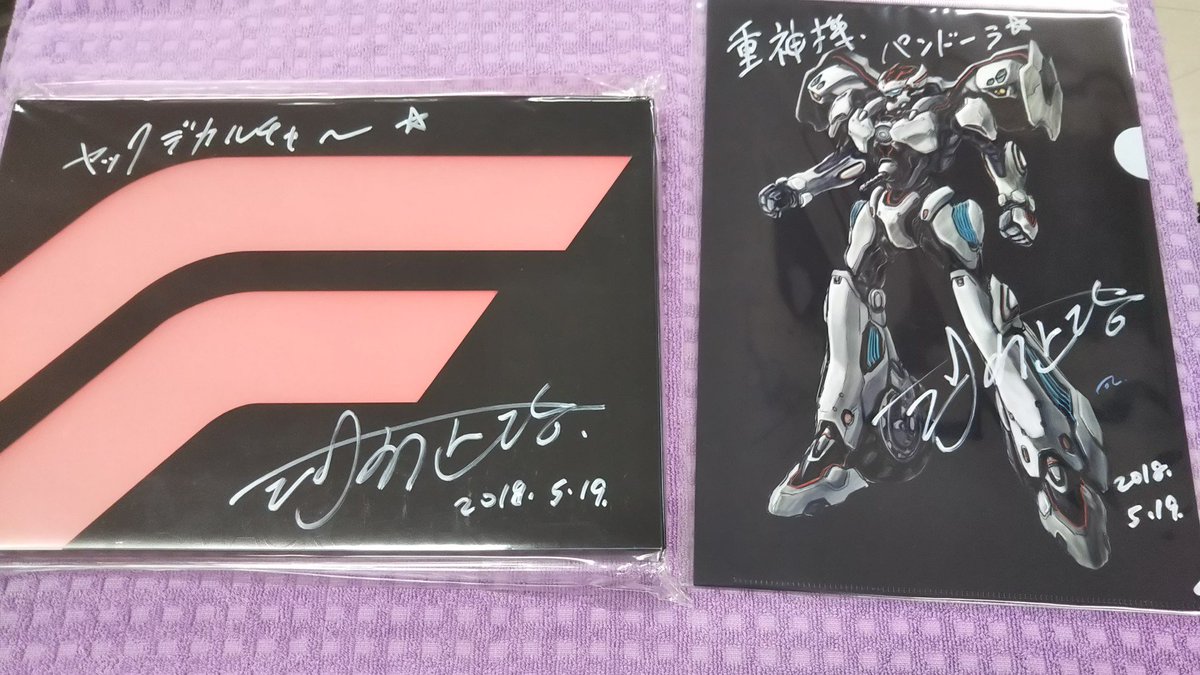 ヤックデカルチャ〜☆
2018. 5.19.
重神機・パンドーラ☆
2018.
5.19.